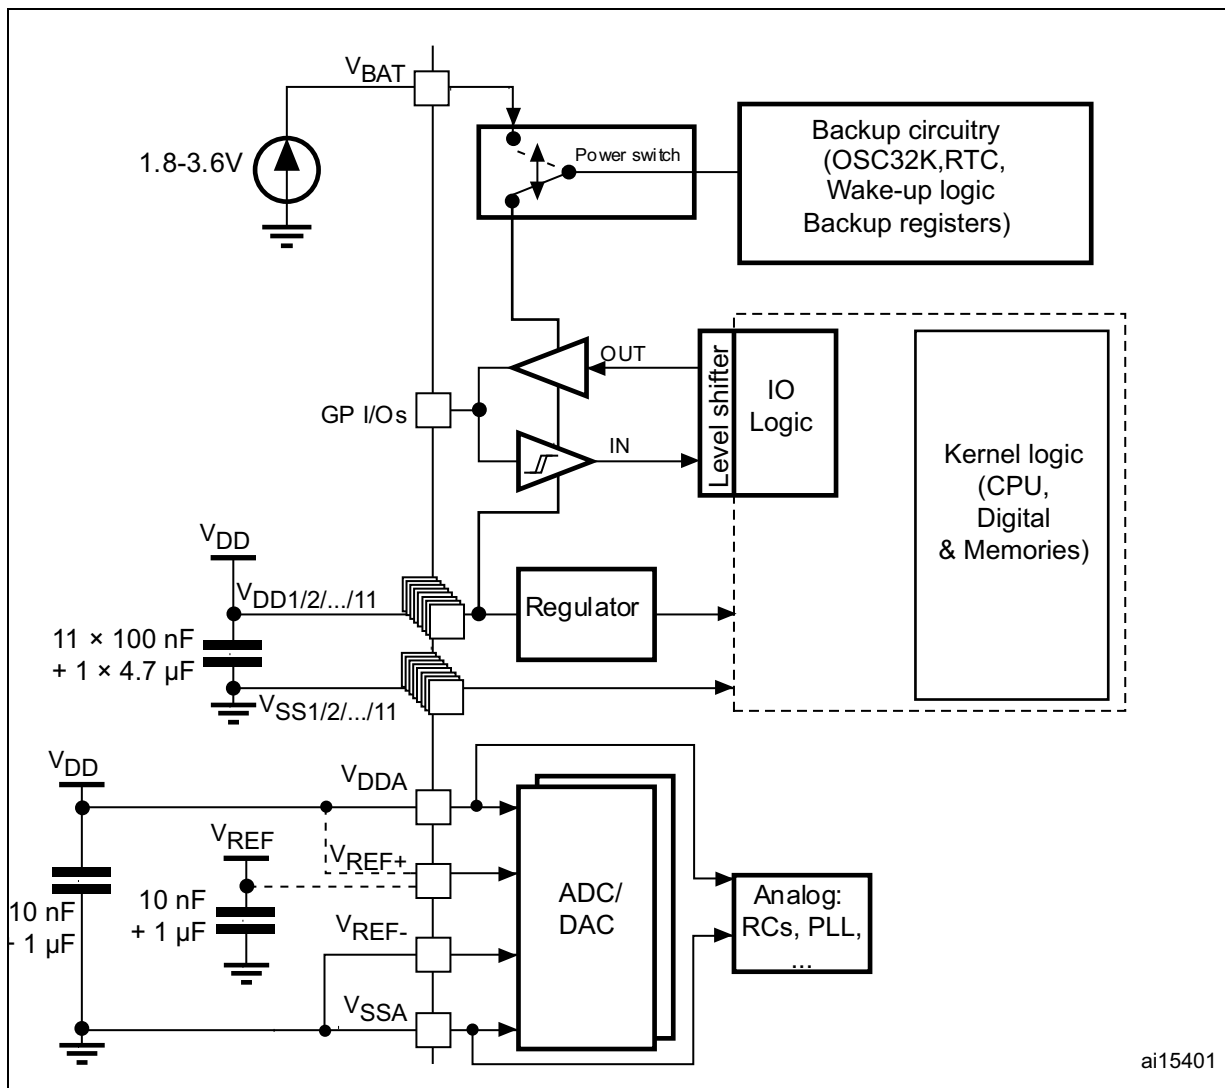 VBAT
1.8-3.6V
Power switch
Backup circuitry
(OSC32K,RTC,
Wake-up logic
Backup registers)
OUT
GP I/Os
IN
Level shifter
IO
Logic
Kernel logic
(CPU,
Digital
& Memories)
VDD
VDD1/2/.../11
Regulator
11 × 100 nF
+ 1 × 4.7 µF
VSS1/2/.../11
VDD
VDDA
VREF
VREF+
10 nF
+ 1 µF
10 nF
+ 1 µF
VREF-
ADC/
DAC
Analog:
RCs, PLL,
...
VSSA
ai15401